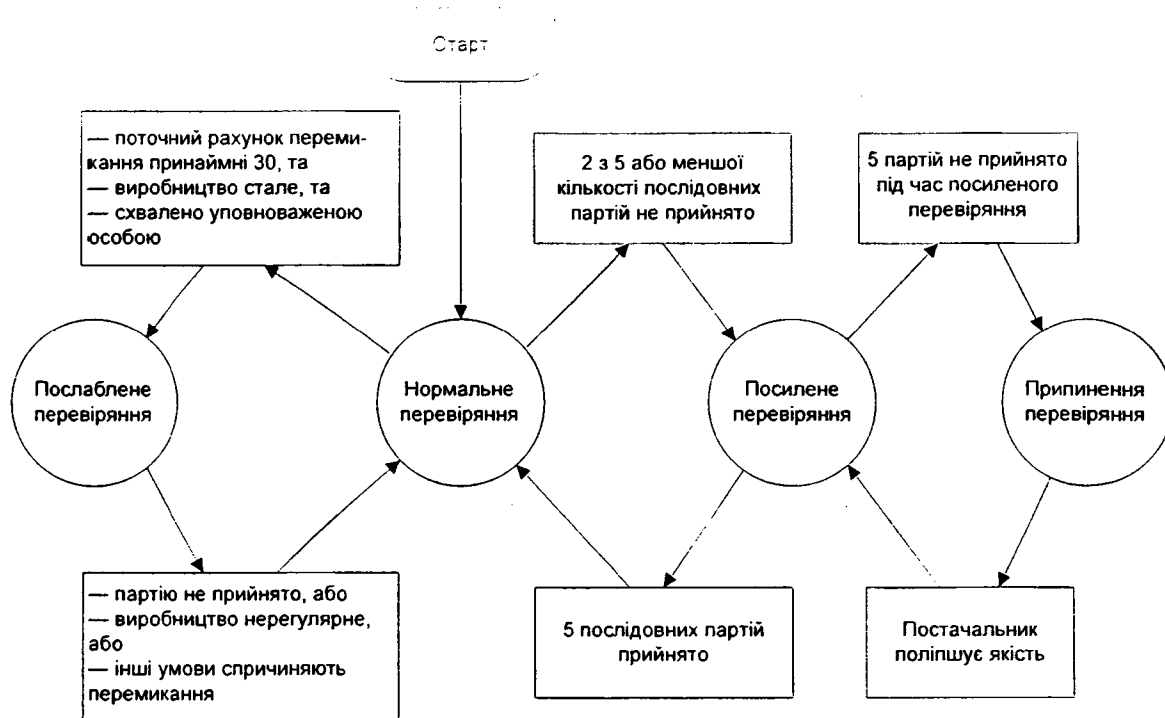 Старт
— поточний рахунок переми-
кання принаймні 30, та
— виробництво стале, та
— схвалено уповноваженою
особою
2 з 5 або меншої
кількості послідовних
партій не прийнято
5 партій не прийнято
під час посиленого
перевіряння
Послаблене
перевіряння
Нормальне
перевіряння
Посилене
перевіряння
Припинення
перевіряння
— партію не прийнято, або
— виробництво нерегулярне,
або
— інші умови спричиняють
перемикання
5 послідовних партій
прийнято
Постачальник
поліпшує якість